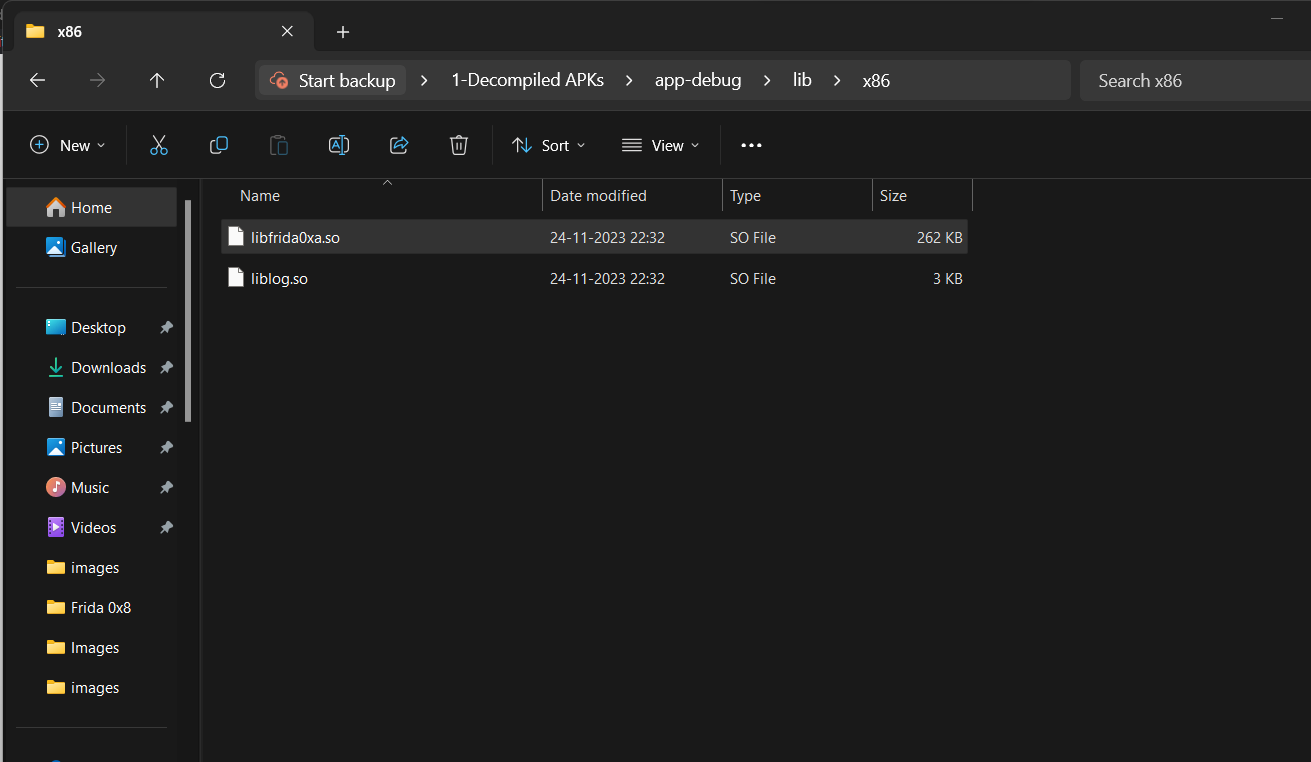 x86
Start backup > 1-Decompiled APKs > app-debug > lib > x86
Search x86
New
Sort
View
Home
Gallery
Desktop
Downloads
Documents
Pictures
Music
Videos
images
Frida 0x8
Images
images
Name Date modified Type Size
libfrida0xa.so 24-11-2023 22:32 SO File 262 KB
liblog.so 24-11-2023 22:32 SO File 3 KB